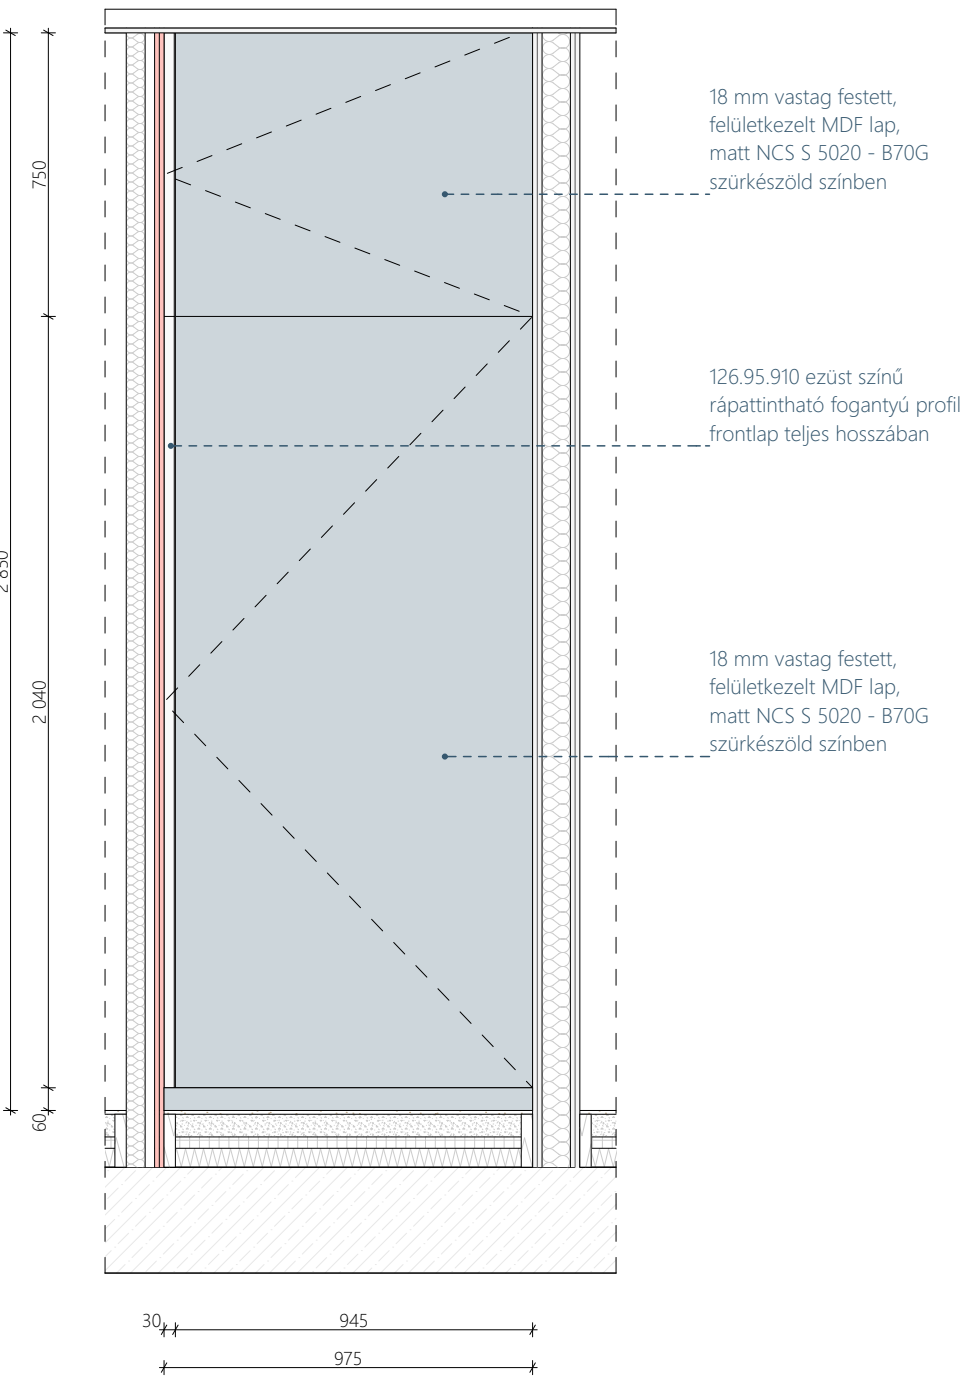 18 mm vastag festett,
felületkezelt MDF lap,
matt NCS S 5020 - B70G
szürkészöld színben
750
126.95.910 ezüst színű
rápattintható fogantyú profil
frontlap teljes hosszában
2 850
2 040
18 mm vastag festett,
felületkezelt MDF lap,
matt NCS S 5020 - B70G
szürkészöld színben
60
30
945
975